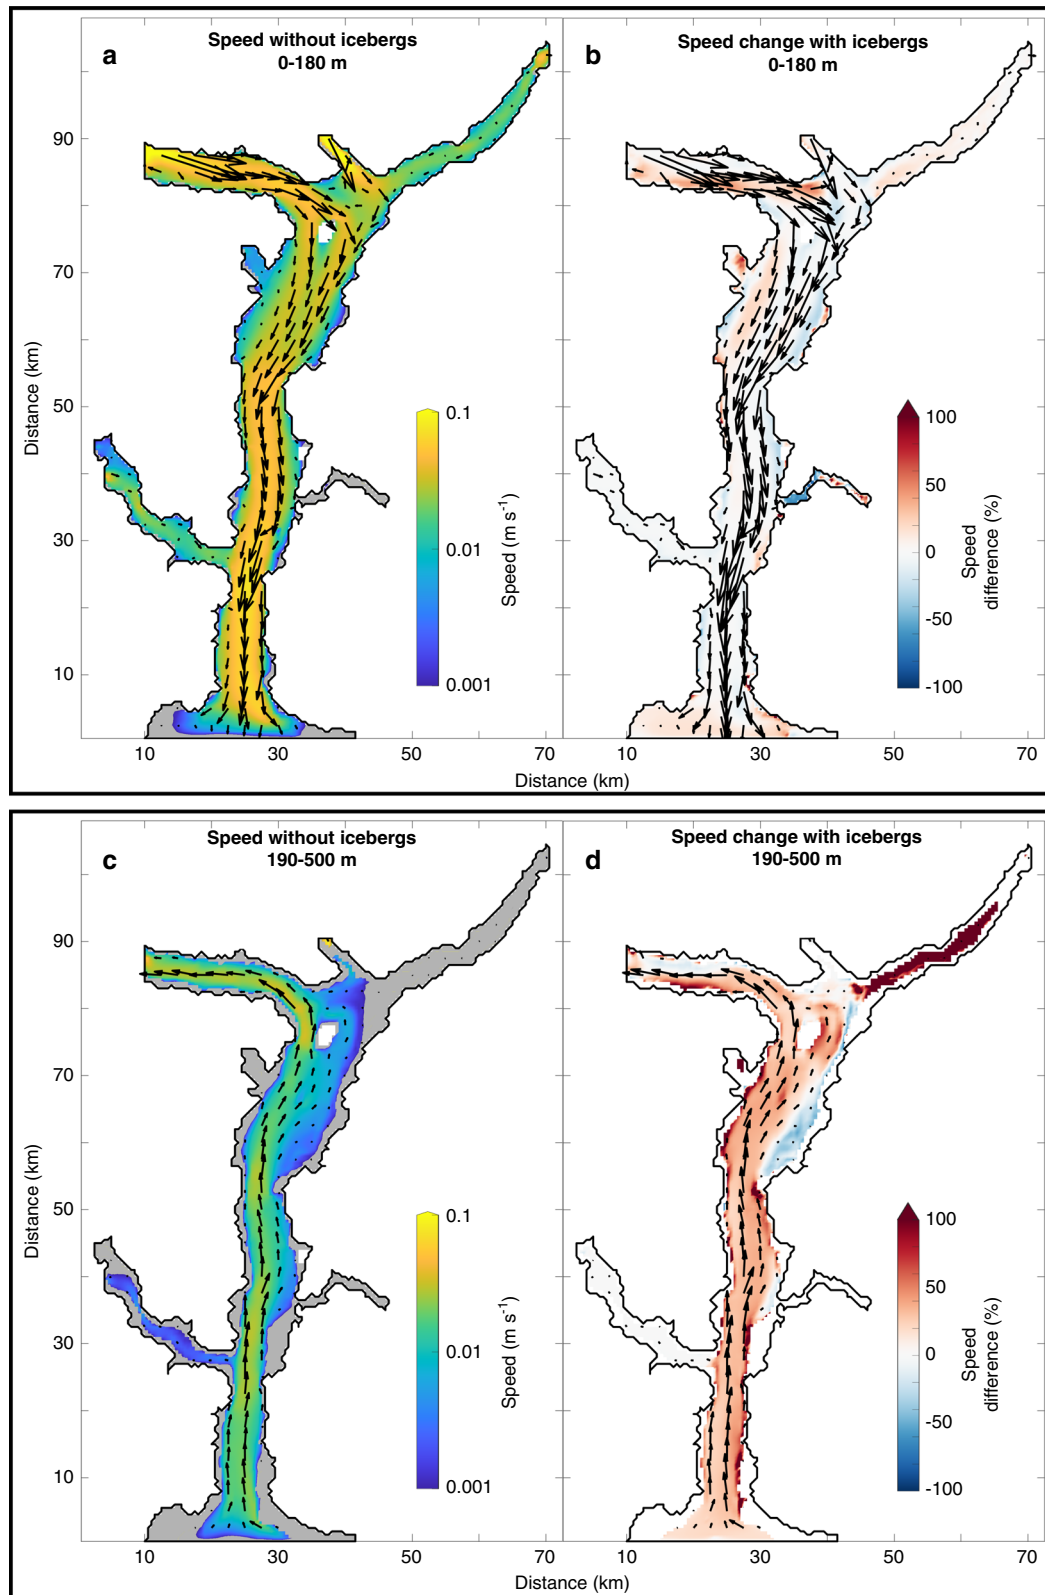 a
Speed without icebergs
0-180 m
90
70
50
30
10
Distance (km)
0.1
0.01
0.001
Speed (m s⁻¹)
10
30
50
70
b
Speed change with icebergs
0-180 m
100
50
0
-50
-100
Speed
difference (%)
10
30
50
70
Distance (km)
c
Speed without icebergs
190-500 m
90
70
50
30
10
Distance (km)
0.1
0.01
0.001
Speed (m s⁻¹)
10
30
50
70
d
Speed change with icebergs
190-500 m
100
50
0
-50
-100
Speed
difference (%)
10
30
50
70
Distance (km)